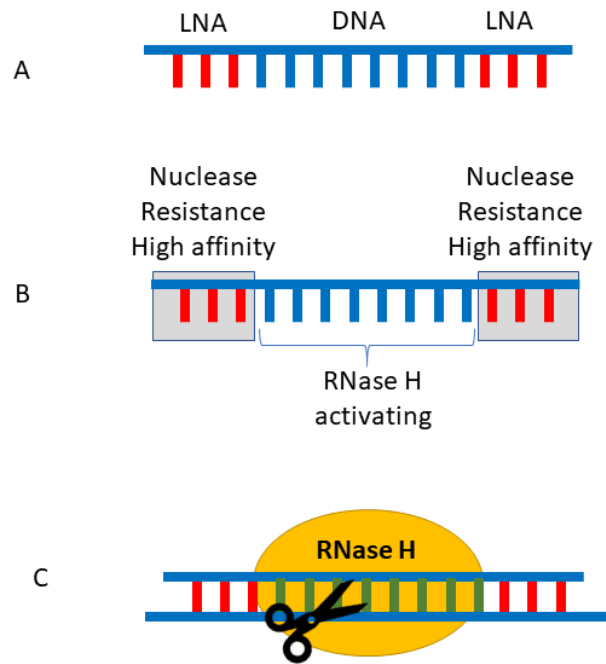 LNA DNA LNA
A
Nuclease Nuclease
Resistance Resistance
High affinity High affinity
B
RNase H
activating
RNase H
C